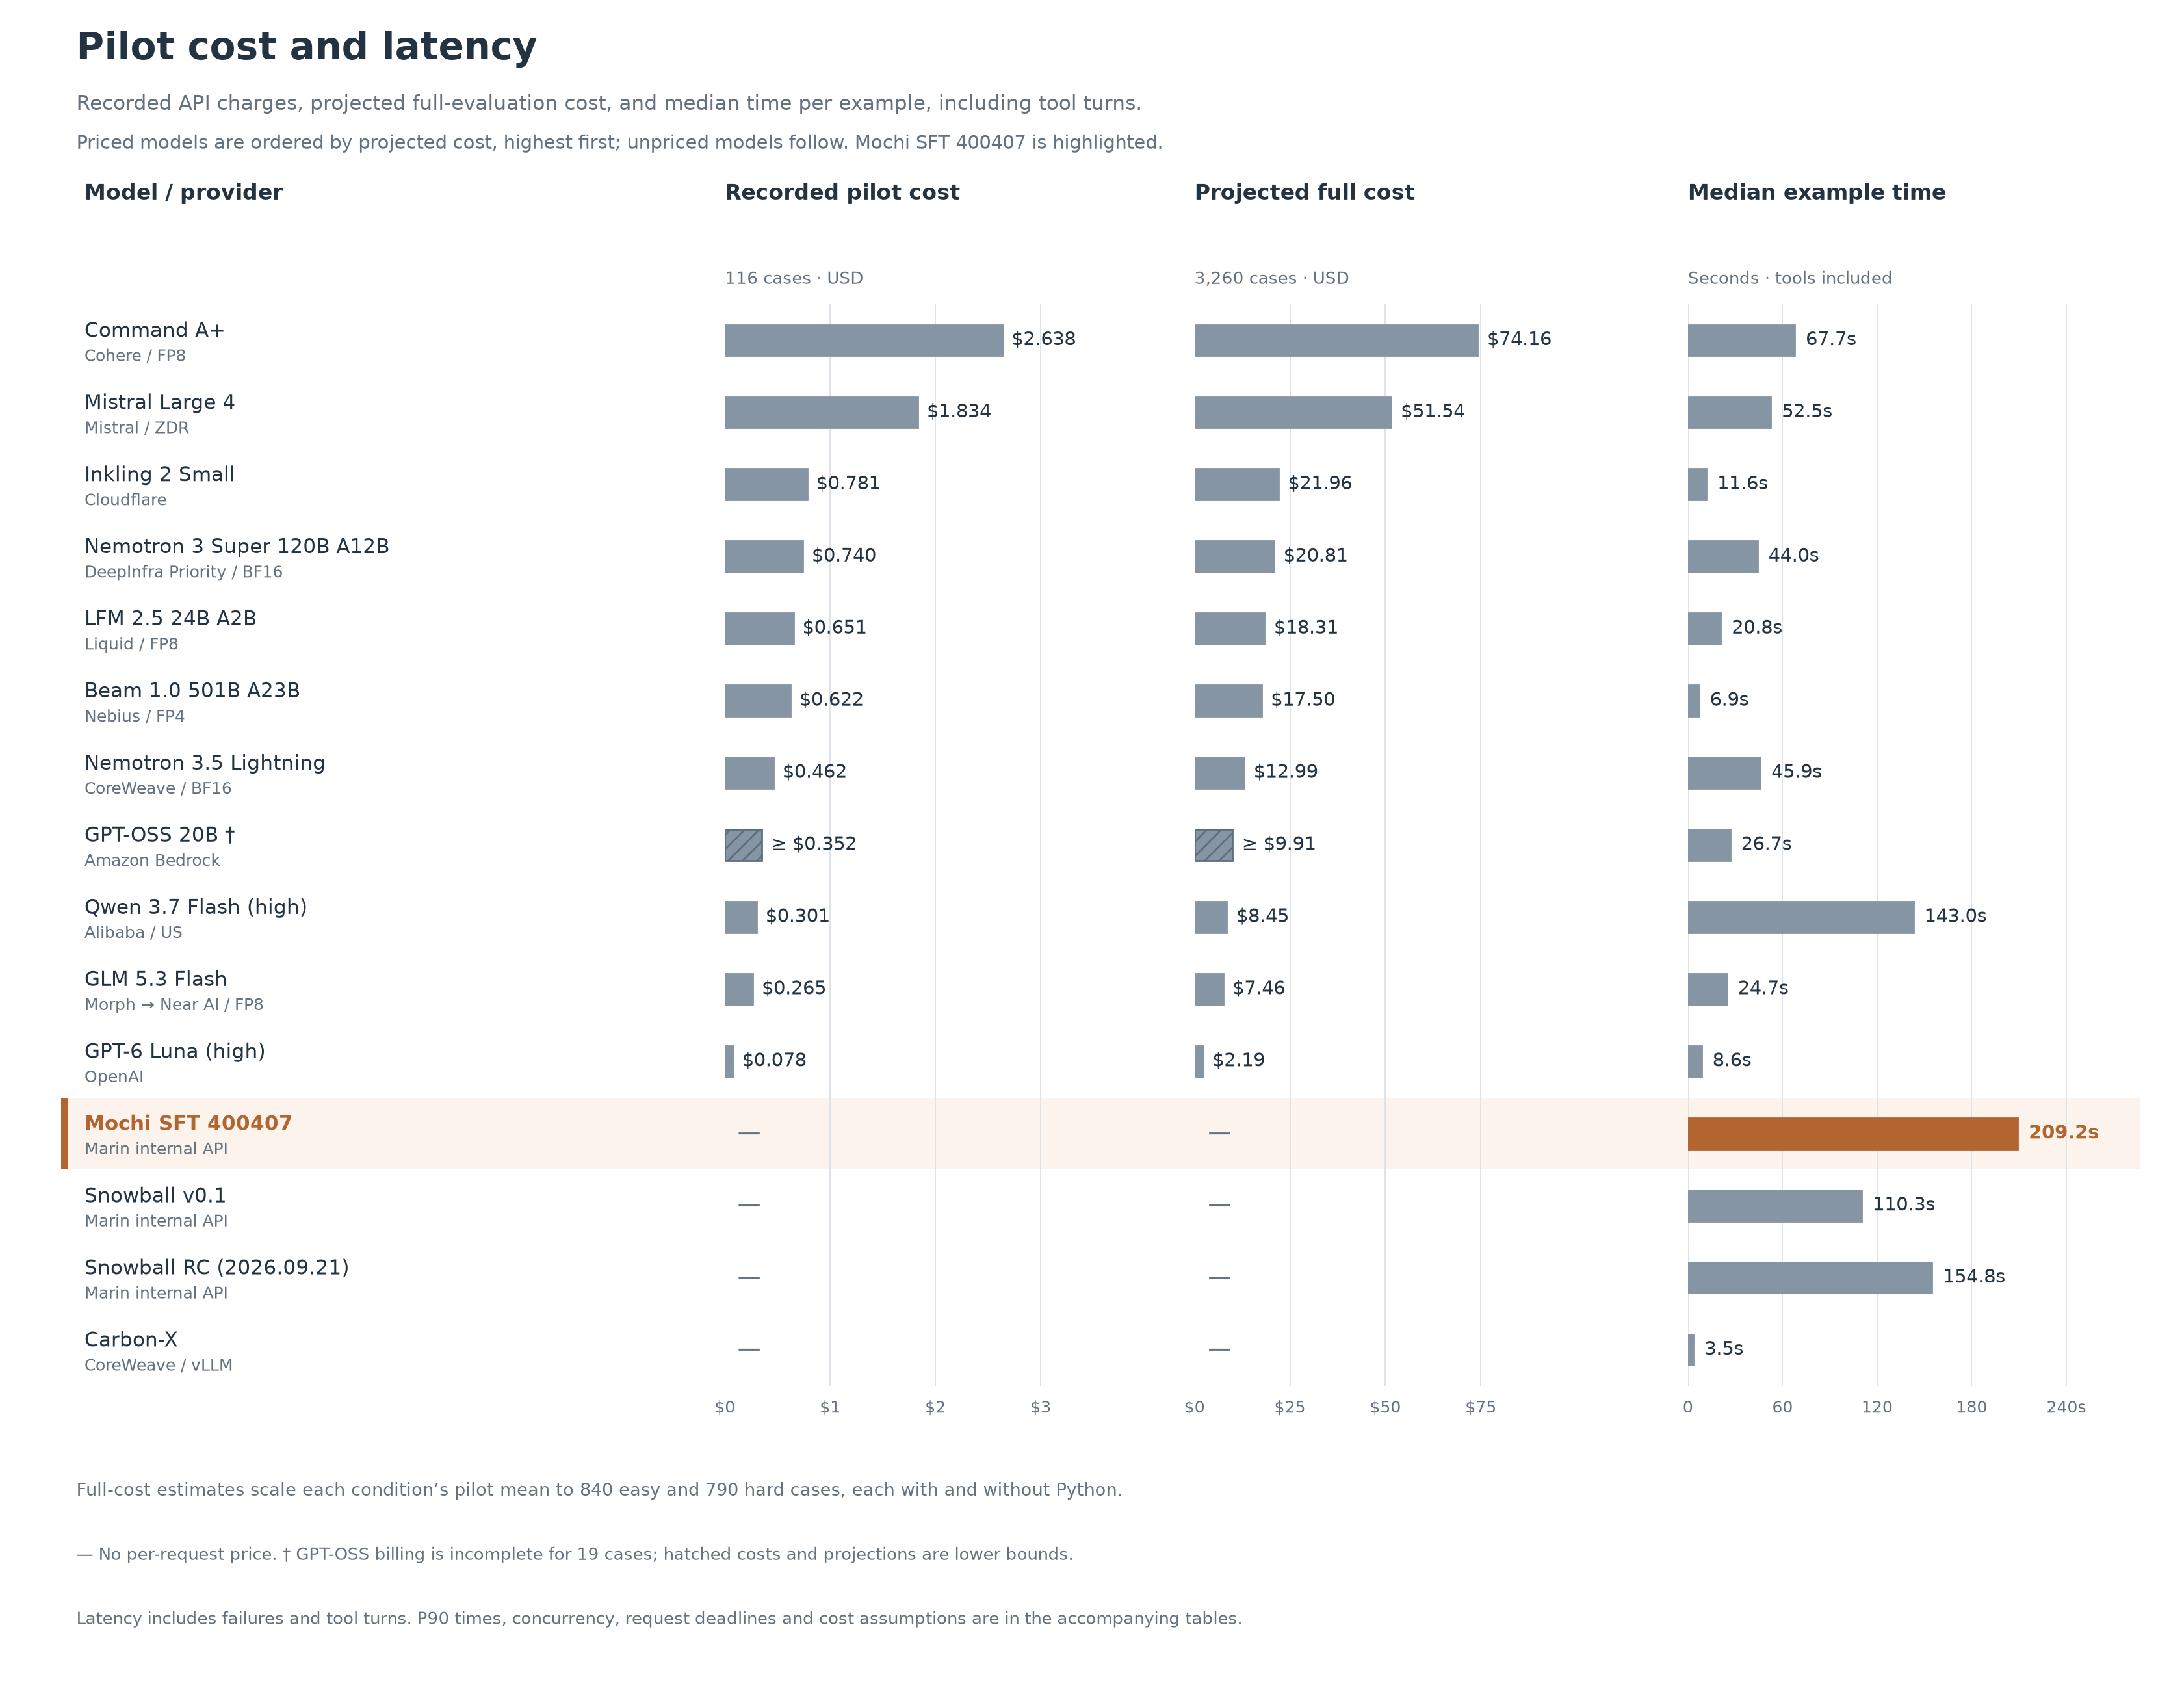 Pilot cost and latency
Recorded API charges, projected full-evaluation cost, and median time per example, including tool turns.
Priced models are ordered by projected cost, highest first; unpriced models follow. Mochi SFT 400407 is highlighted.
Model / provider Recorded pilot cost Projected full cost Median example time
116 cases · USD 3,260 cases · USD Seconds · tools included
Command A+ $2.638 $74.16 67.7s
Cohere / FP8
Mistral Large 4 $1.834 $51.54 52.5s
Mistral / ZDR
Inkling 2 Small $0.781 $21.96 11.6s
Cloudflare
Nemotron 3 Super 120B A12B $0.740 $20.81 44.0s
DeepInfra Priority / BF16
LFM 2.5 24B A2B $0.651 $18.31 20.8s
Liquid / FP8
Beam 1.0 501B A23B $0.622 $17.50 6.9s
Nebius / FP4
Nemotron 3.5 Lightning $0.462 $12.99 45.9s
CoreWeave / BF16
GPT-OSS 20B † ≥ $0.352 ≥ $9.91 26.7s
Amazon Bedrock
Qwen 3.7 Flash (high) $0.301 $8.45 143.0s
Alibaba / US
GLM 5.3 Flash $0.265 $7.46 24.7s
Morph → Near AI / FP8
GPT-6 Luna (high) $0.078 $2.19 8.6s
OpenAI
Mochi SFT 400407 — — 209.2s
Marin internal API
Snowball v0.1 — — 110.3s
Marin internal API
Snowball RC (2026.09.21) — — 154.8s
Marin internal API
Carbon-X — — 3.5s
CoreWeave / vLLM
$0 $1 $2 $3 $0 $25 $50 $75 0 60 120 180 240s
Full-cost estimates scale each condition’s pilot mean to 840 easy and 790 hard cases, each with and without Python.
— No per-request price. † GPT-OSS billing is incomplete for 19 cases; hatched costs and projections are lower bounds.
Latency includes failures and tool turns. P90 times, concurrency, request deadlines and cost assumptions are in the accompanying tables.